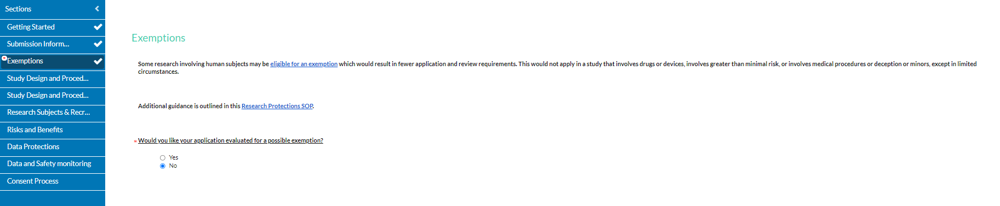 Sections
Getting Started
Submission Inform...
Exemptions
Study Design and Proced...
Study Design and Proced...
Research Subjects & Recr...
Risks and Benefits
Data Protections
Data and Safety monitoring
Consent Process
Exemptions
Some research involving human subjects may be eligible for an exemption which would result in fewer application and review requirements. This would not apply in a study that involves drugs or devices, involves greater than minimal risk, or involves medical procedures or deception or minors, except in limited
circumstances.
Additional guidance is outlined in this Research Protections SOP.
* Would you like your application evaluated for a possible exemption?
Yes
No